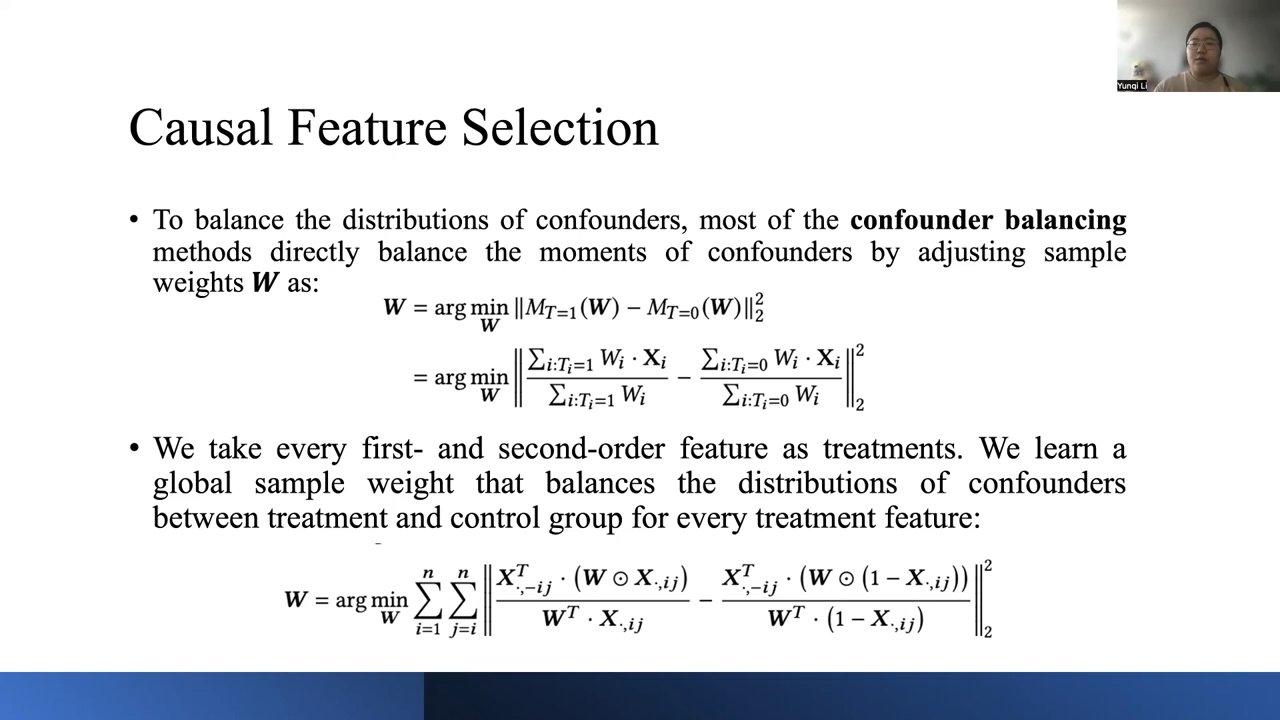 Yunqi Li
Causal Feature Selection
• To balance the distributions of confounders, most of the confounder balancing
methods directly balance the moments of confounders by adjusting sample
weights W as:
W = arg min_W ‖M_{T=1}(W) − M_{T=0}(W)‖_2^2
= arg min_W ‖ (∑_{i:T_i=1} W_i · X_i) / (∑_{i:T_i=1} W_i) − (∑_{i:T_i=0} W_i · X_i) / (∑_{i:T_i=0} W_i) ‖_2^2
• We take every first- and second-order feature as treatments. We learn a
global sample weight that balances the distributions of confounders
between treatment and control group for every treatment feature:
W = arg min_W ∑_{i=1}^n ∑_{j=i}^n ‖ (X^T_{·,−ij} · (W ⊙ X_{·,ij})) / (W^T · X_{·,ij}) − (X^T_{·,−ij} · (W ⊙ (1 − X_{·,ij}))) / (W^T · (1 − X_{·,ij})) ‖_2^2